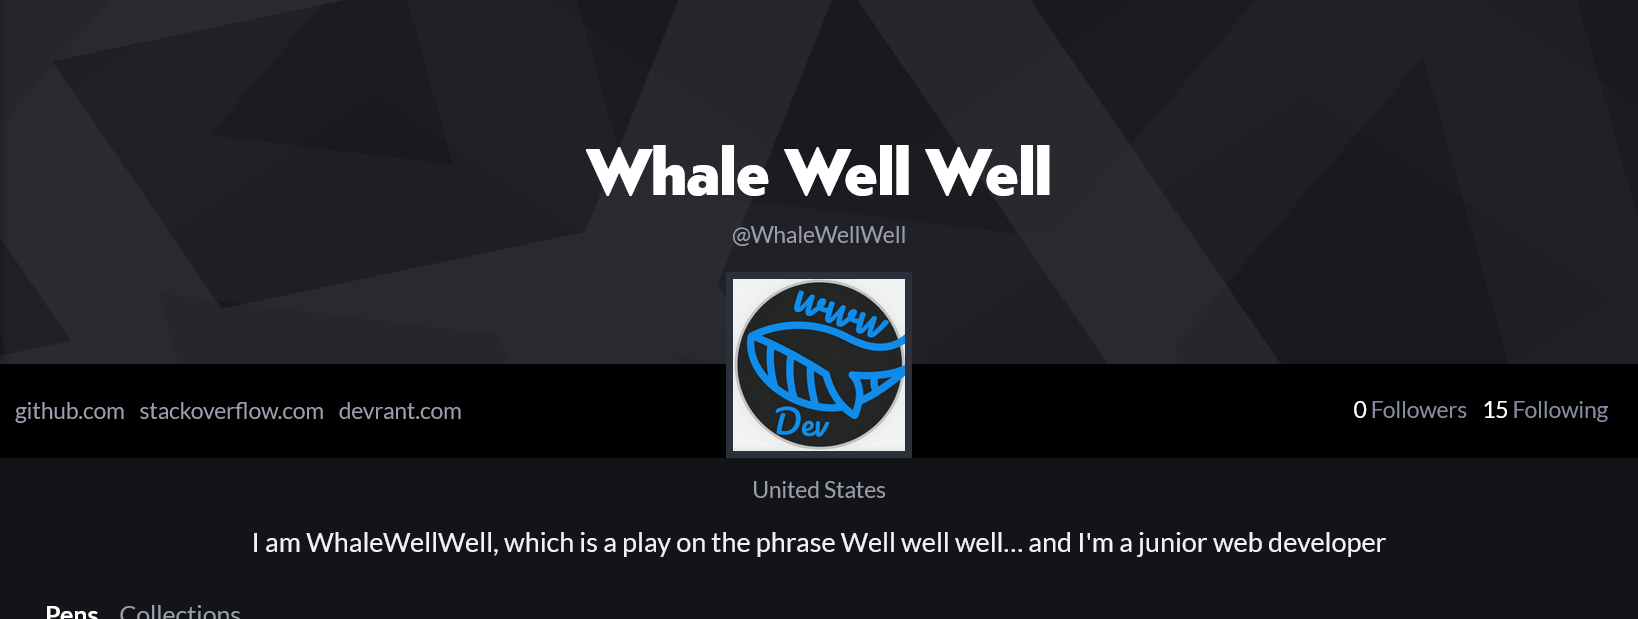 Whale Well Well
@WhaleWellWell
www
Dev
github.com stackoverflow.com devrant.com
0 Followers 15 Following
United States
I am WhaleWellWell, which is a play on the phrase Well well well... and I'm a junior web developer
Pens Collections